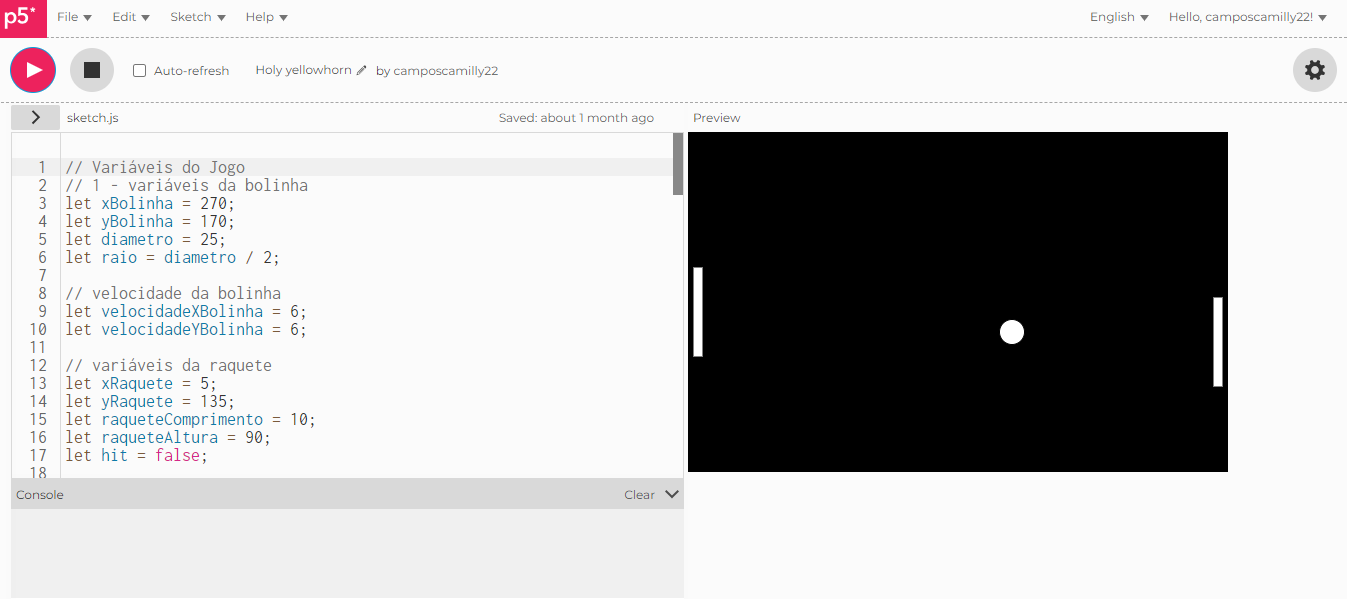 p5*
File Edit Sketch Help English Hello, camposcamilly22!
Auto-refresh Holy yellowhorn by camposcamilly22
sketch.js Saved: about 1 month ago Preview
1 // Variáveis do Jogo
2 // 1 - variáveis da bolinha
3 let xBolinha = 270;
4 let yBolinha = 170;
5 let diametro = 25;
6 let raio = diametro / 2;
7
8 // velocidade da bolinha
9 let velocidadeXBolinha = 6;
10 let velocidadeYBolinha = 6;
11
12 // variáveis da raquete
13 let xRaquete = 5;
14 let yRaquete = 135;
15 let raqueteComprimento = 10;
16 let raqueteAltura = 90;
17 let hit = false;
18
Console Clear